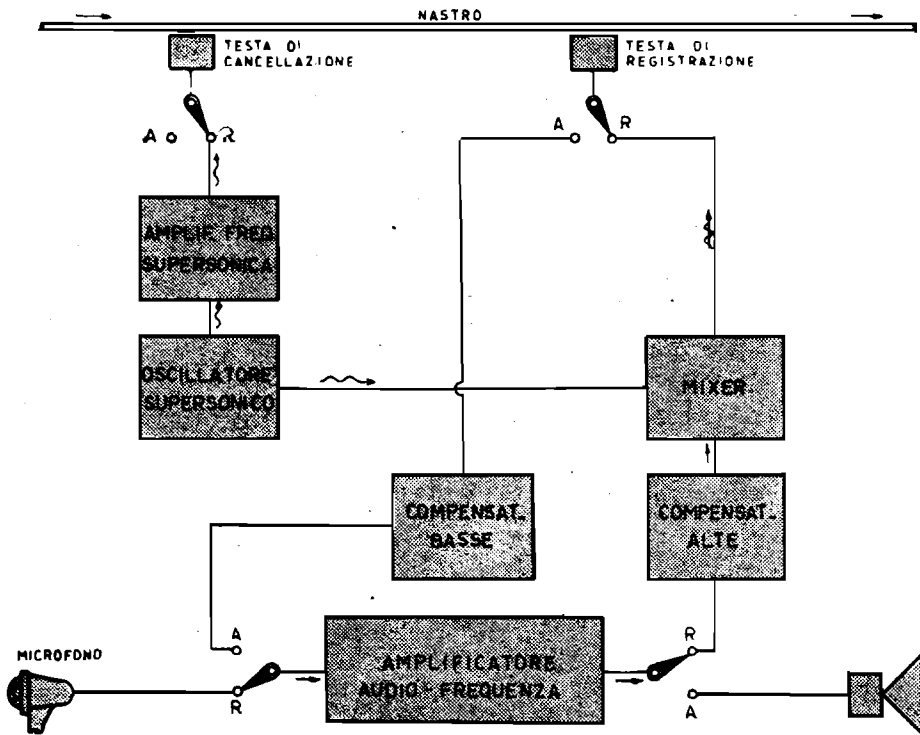 NASTRO
TESTA DI
CANCELLAZIONE
TESTA DI
REGISTRAZIONE
A
R
A
R
AMPLIF. FREQ.
SUPERSONICA
OSCILLATORE
SUPERSONICO
MIXER.
COMPENSAT.
BASSE
COMPENSAT.
ALTE
MICROFONO
A
R
AMPLIFICATORE
AUDIO-FREQUENZA
R
A